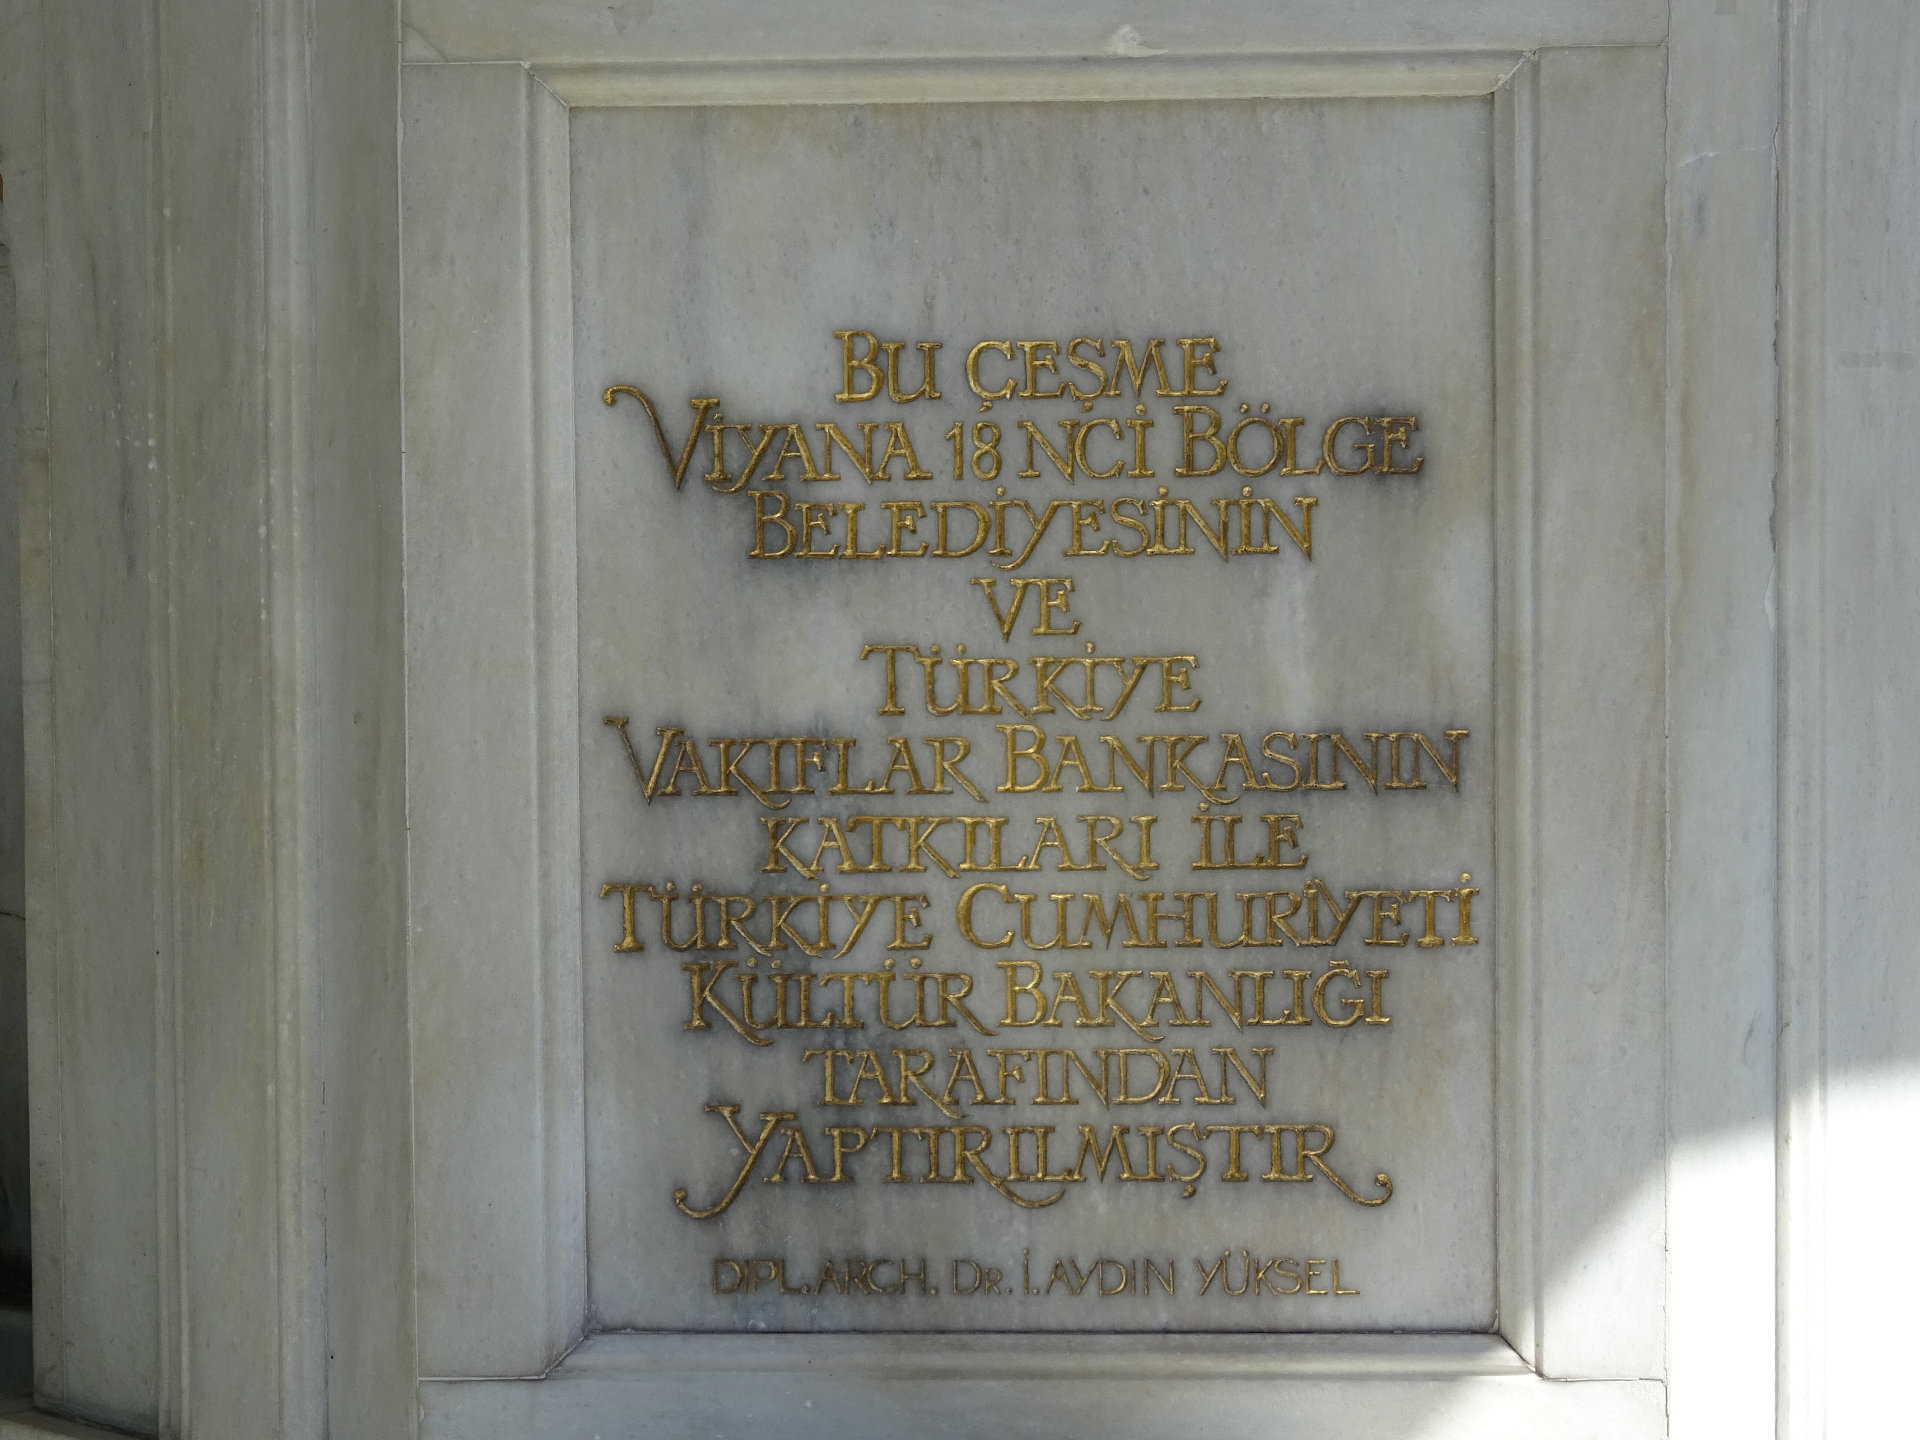 BU ÇEŞME
VİYANA 18 NCİ BÖLGE
BELEDİYESİNİN
VE
TÜRKİYE
VAKIFLAR BANKASININ
KATKILARI İLE
TÜRKİYE CUMHURİYETİ
KÜLTÜR BAKANLIĞI
TARAFINDAN
YAPTIRILMIŞTIR
DIPL.ARCH. DR. İ.AYDIN YÜKSEL